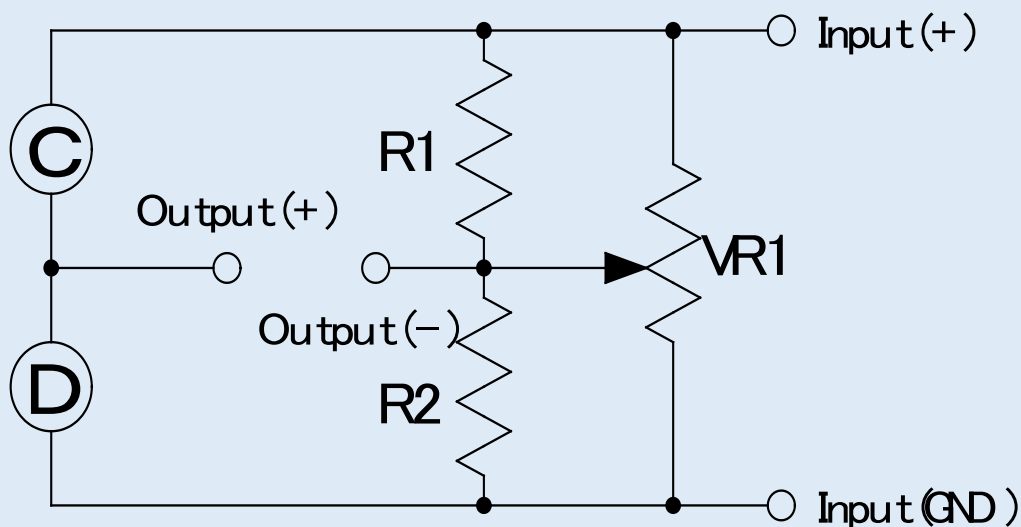 Input(+)
C
R1
Output(+)
VR1
Output(−)
D
R2
Input(GND)